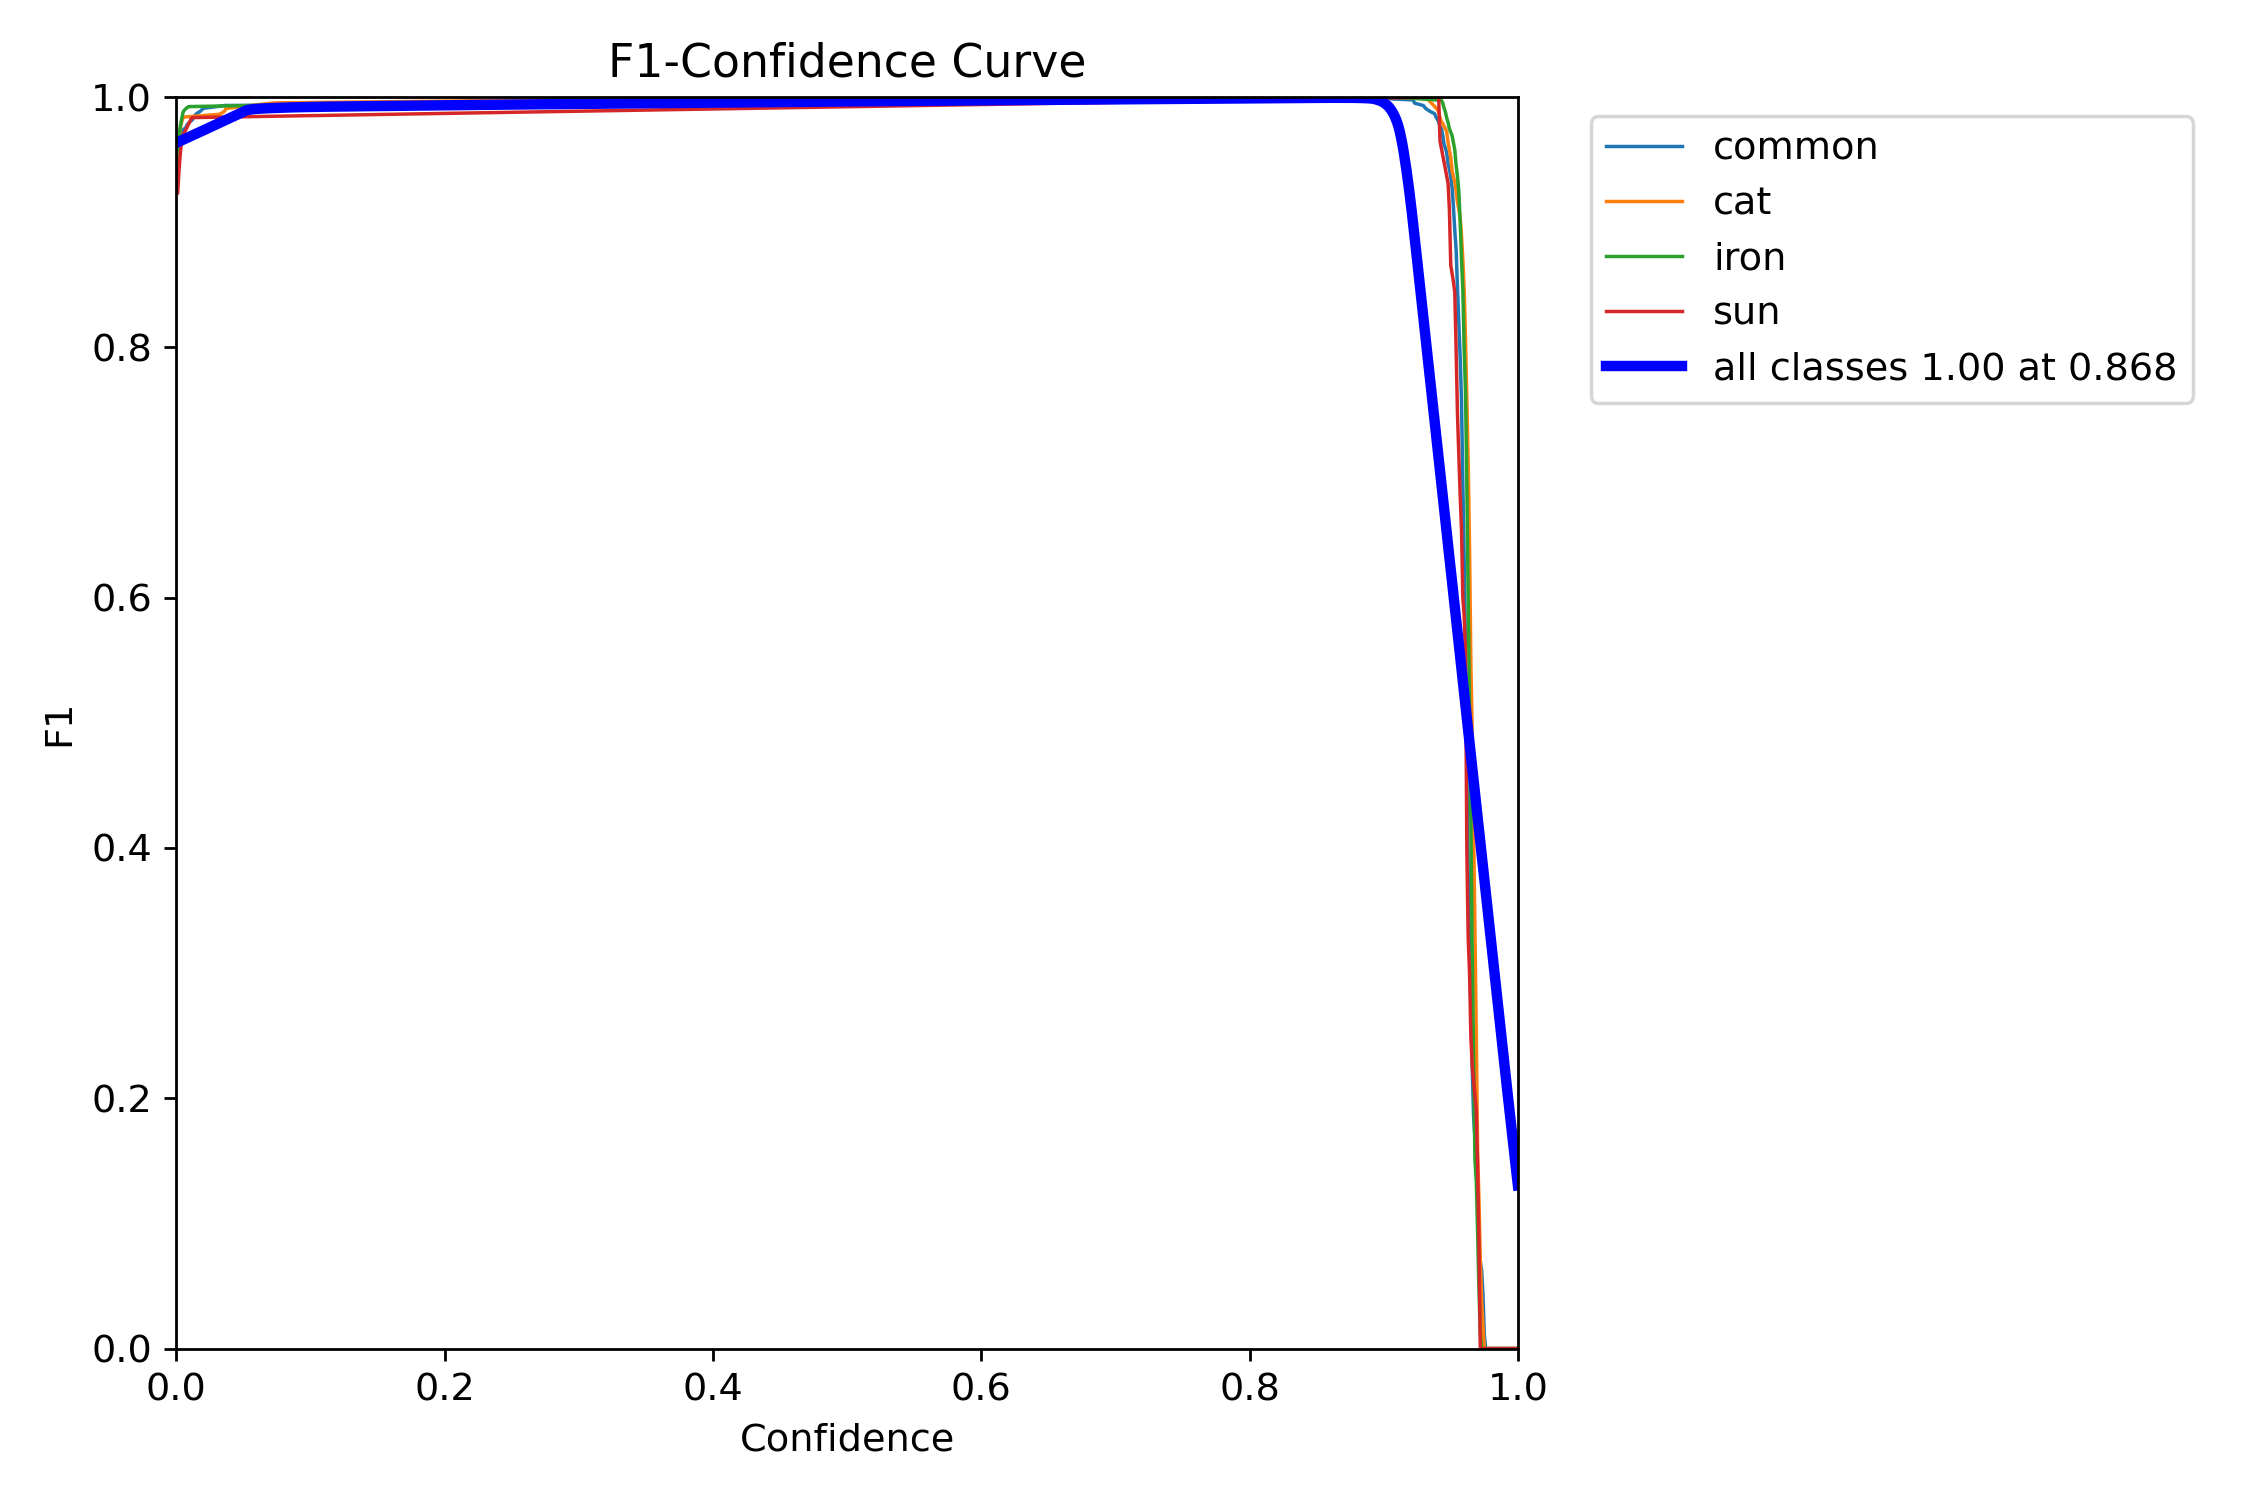 F1-Confidence Curve
1.0
0.8
0.6
0.4
0.2
0.0
F1
0.0 0.2 0.4 0.6 0.8 1.0
Confidence
common
cat
iron
sun
all classes 1.00 at 0.868